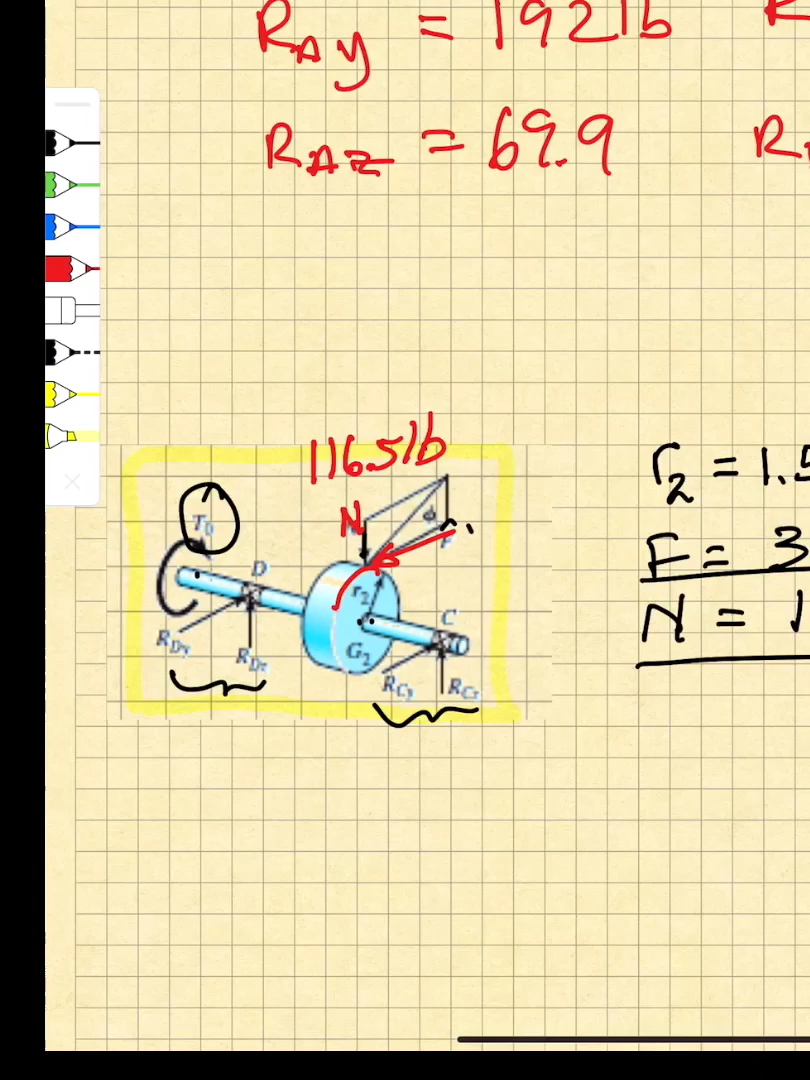 RAy = 192 lb
RAZ = 69.9
116.5 lb
N
T0
ϕ
F
D
r2
C
G2
RDy
RDz
RCy
RCz
r2 = 1.5
F = 3
N = 1